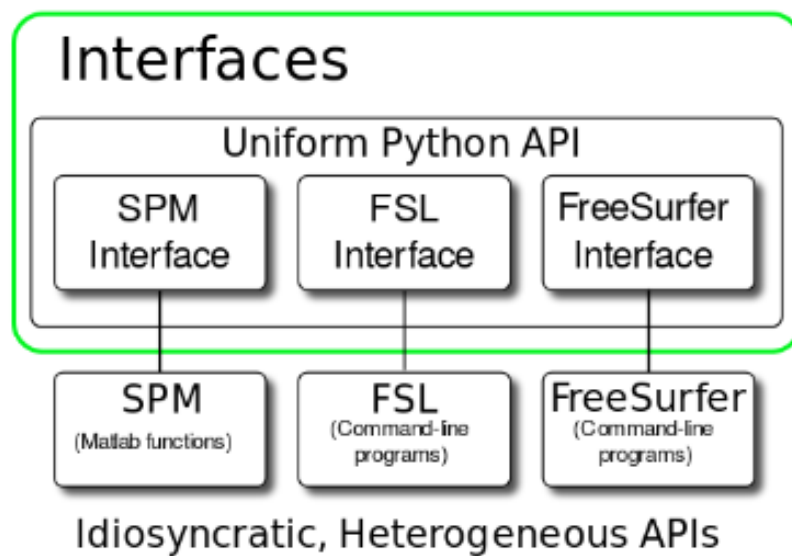 Interfaces
Uniform Python API
SPM
Interface
FSL
Interface
FreeSurfer
Interface
SPM
(Matlab functions)
FSL
(Command-line
programs)
FreeSurfer
(Command-line
programs)
Idiosyncratic, Heterogeneous APIs